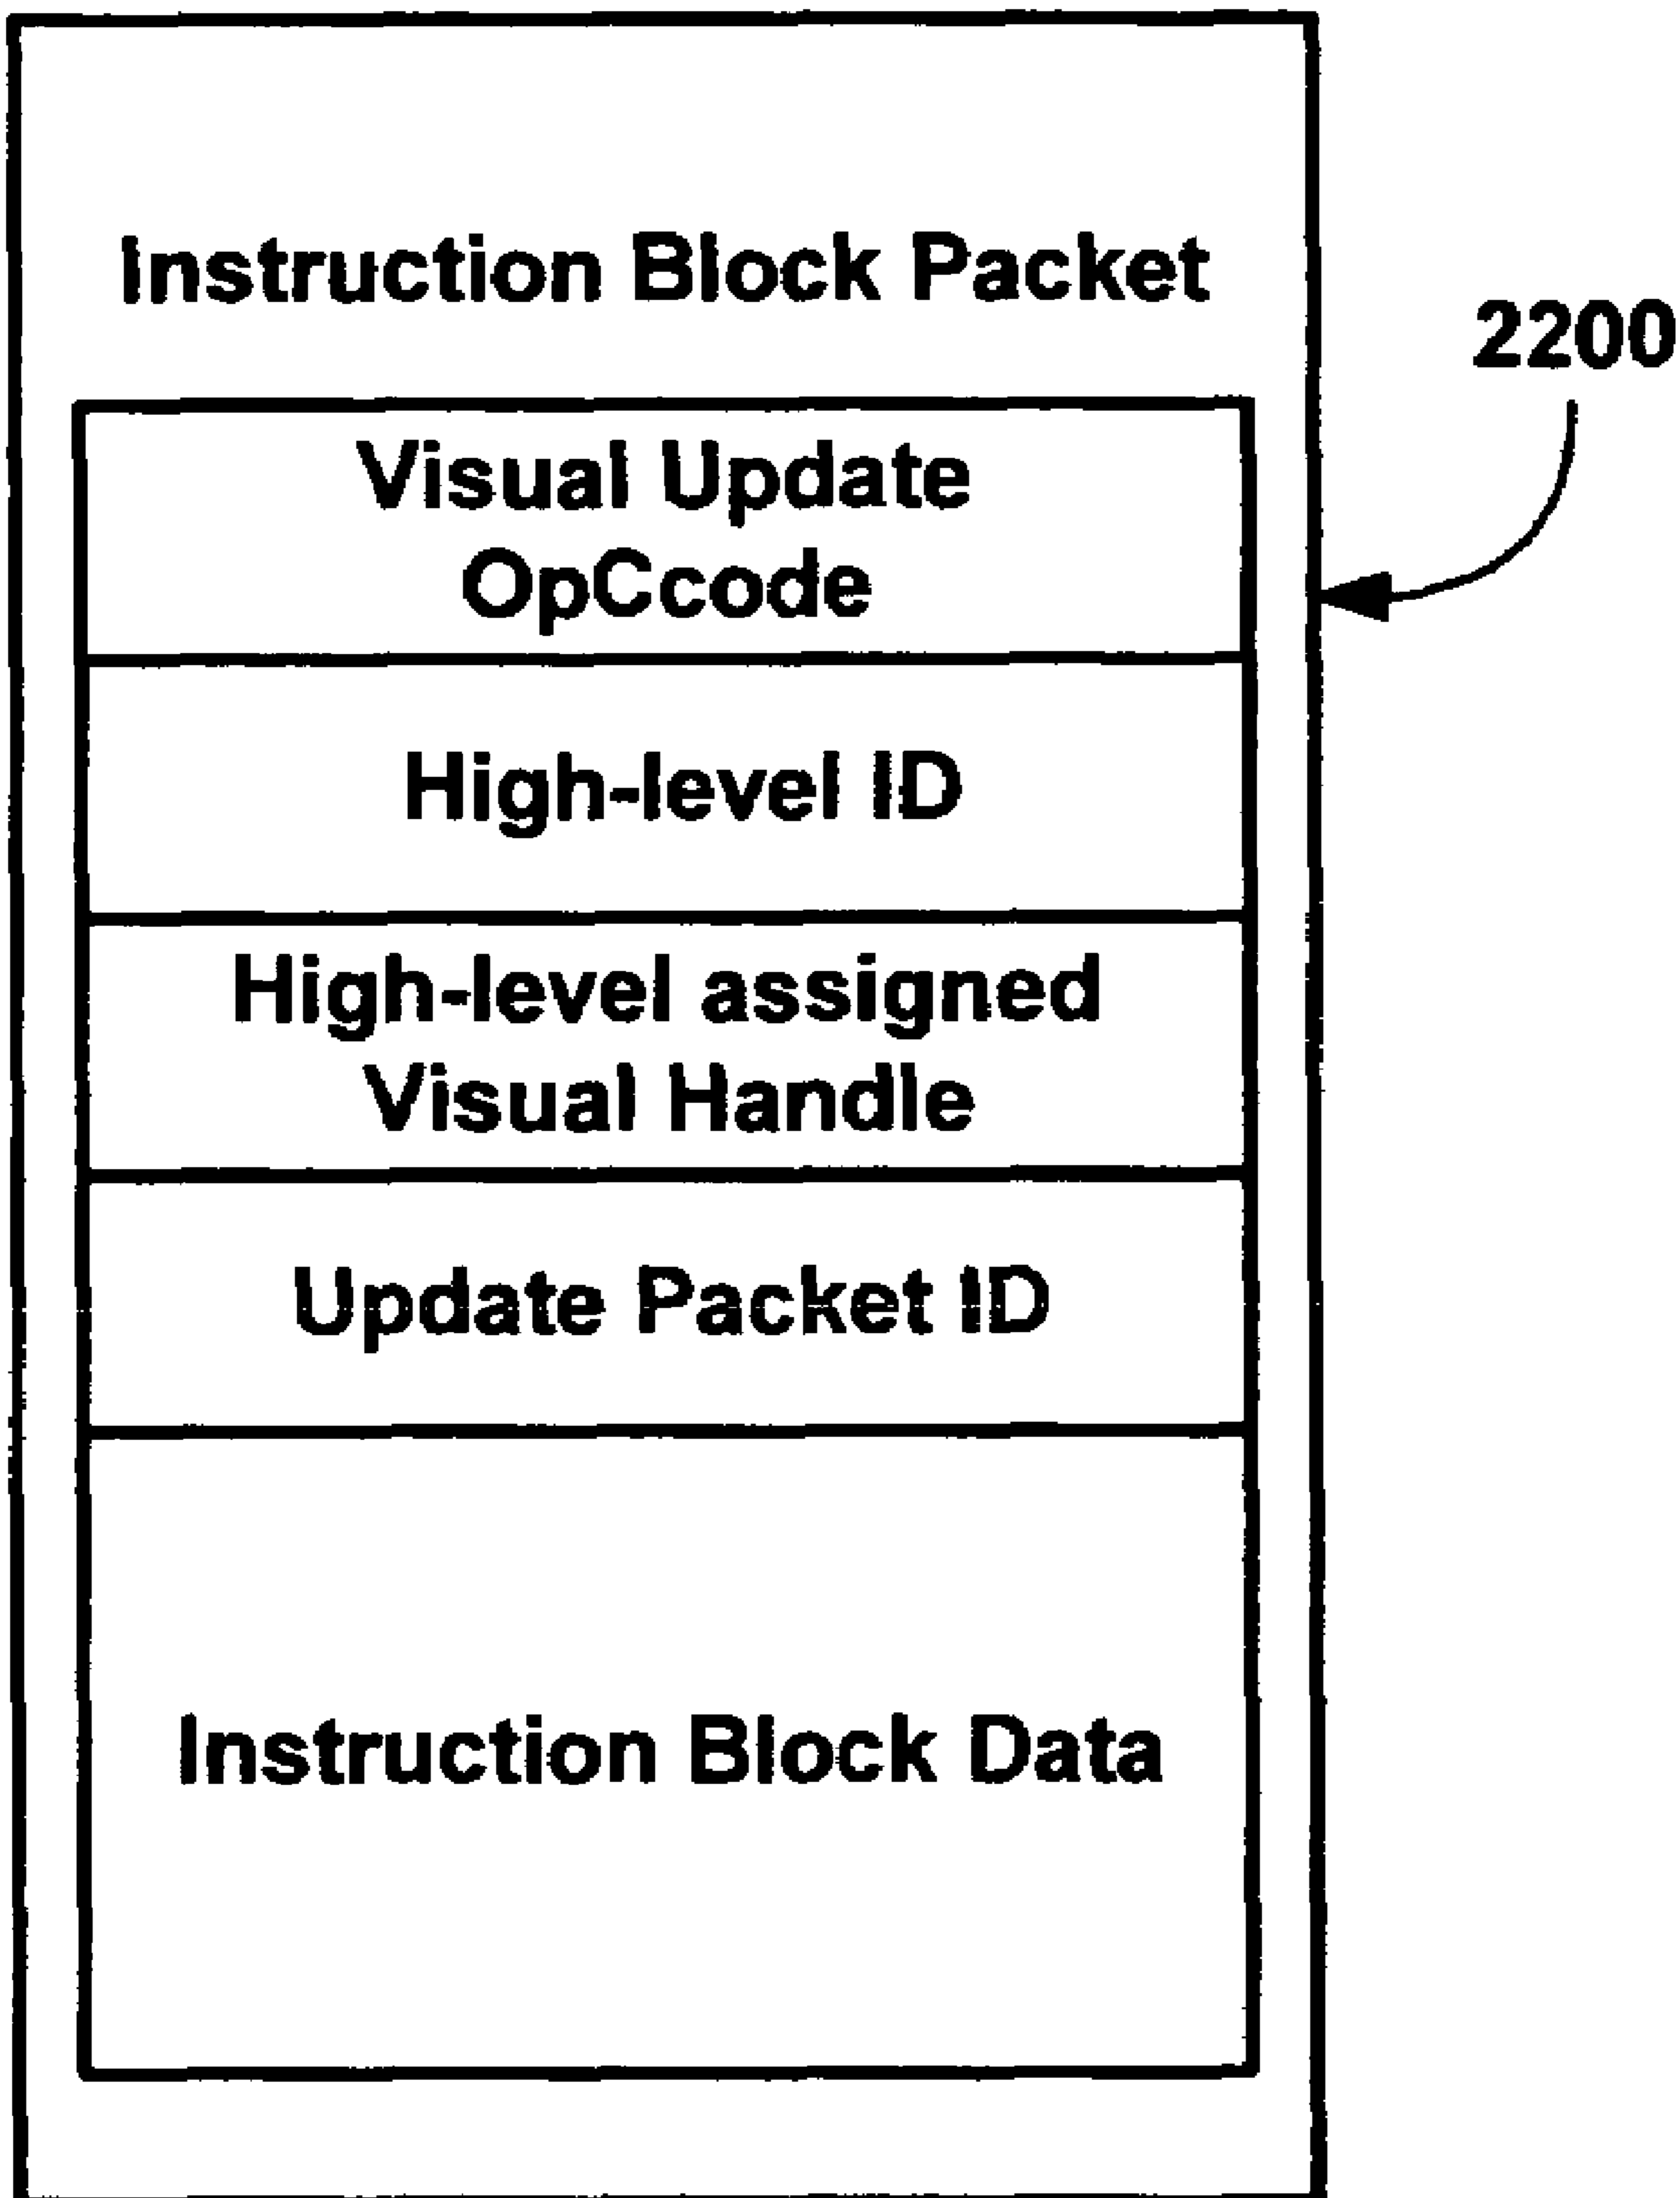 Instruction Block Packet
2200
Visual Update
OpCcode
High-level ID
High-level assigned
Visual Handle
Update Packet ID
Instruction Block Data